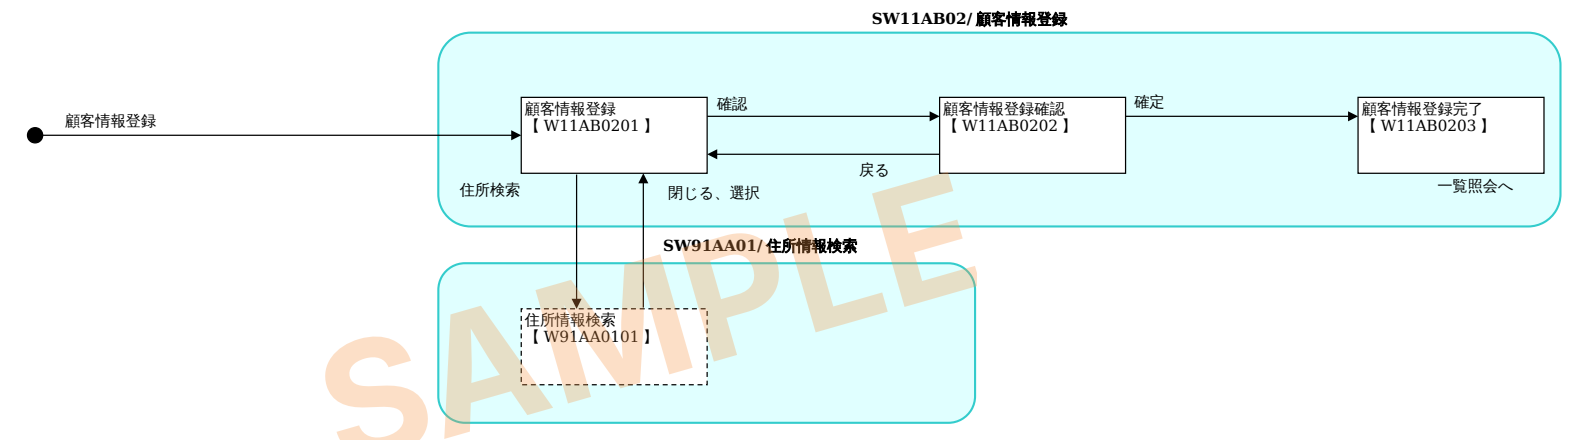 SW11AB02/ 顧客情報登録
顧客情報登録
顧客情報登録
【 W11AB0201 】
確認
顧客情報登録確認
【 W11AB0202 】
確定
顧客情報登録完了
【 W11AB0203 】
戻る
住所検索
閉じる、選択
一覧照会へ
SW91AA01/ 住所情報検索
住所情報検索
【 W91AA0101 】
SAMPLE